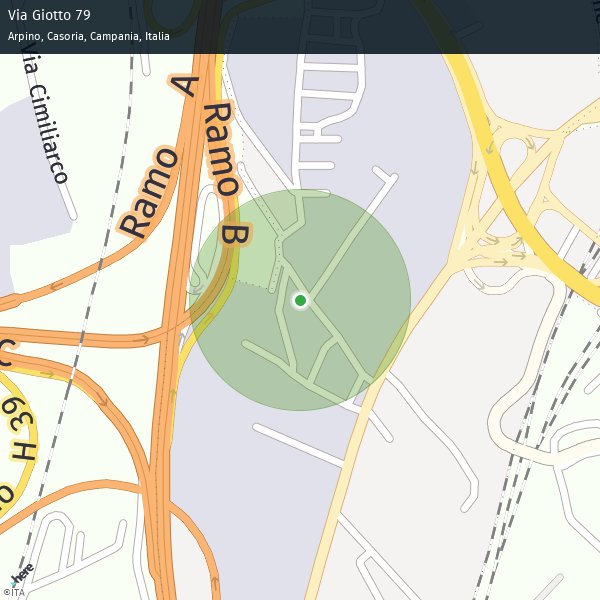 Via Giotto 79
Arpino, Casoria, Campania, Italia
Via Cimiliarco
Ramo A
Ramo B
C
H 39
here
©ITA